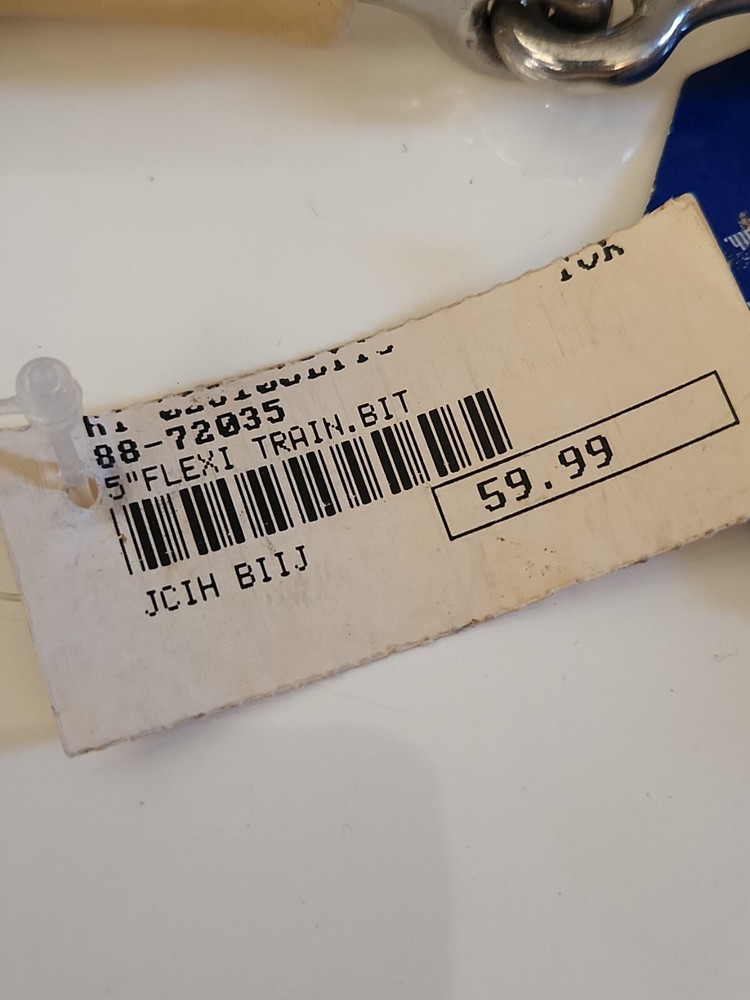 88-72035
5"FLEXI TRAIN.BIT
59.99
JCIH BIIJ